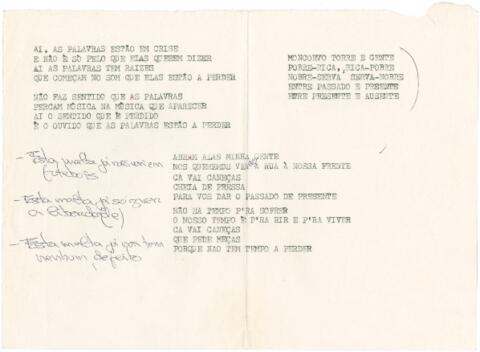 AI, AS PALAVRAS ESTÃO EM CRISE
E NÃO É SÓ PELO QUE ELAS QUEREM DIZER
AI AS PALAVRAS TEM RAIZES
QUE COMEÇAM NO SOM QUE ELAS ESTÃO A PERDER
NÃO FAZ SENTIDO QUE AS PALAVRAS
PERCAM MÚSICA NA MÚSICA QUE APARECER
AI O SENTIDO QUE É PERDIDO
É O OUVIDO QUE AS PALAVRAS ESTÃO A PERDER
MONCONVO TORRE E GENTE
POBRE-RICA, RICA-POBRE
NOBRE-SERVA SERVA-NOBRE
ENTRE PASSADO E PRESENTE
ENTRE PRESENTE E AUSENTE
- Esta malta já nasceu em
ABRAM ALAS MINHA GENTE
NOS QUEREMOS VER A RUA À NOSSA FRENTE
CA VAI CANEÇAS
CHEIA DE PRESSA
PARA VOS DAR O PASSADO DE PRESENTE
- Esta malta já só quer
a liberdade)
NÃO HA TEMPO P'RA SOFRER
O NOSSO TEMPO É P'RA RIR E P'RA VIVER
CA VAI CANEÇAS
QUE PEDE MEÇAS
PORQUE NAO TEM TEMPO A PERDER
- Esta malta já não tem
nenhum defeito